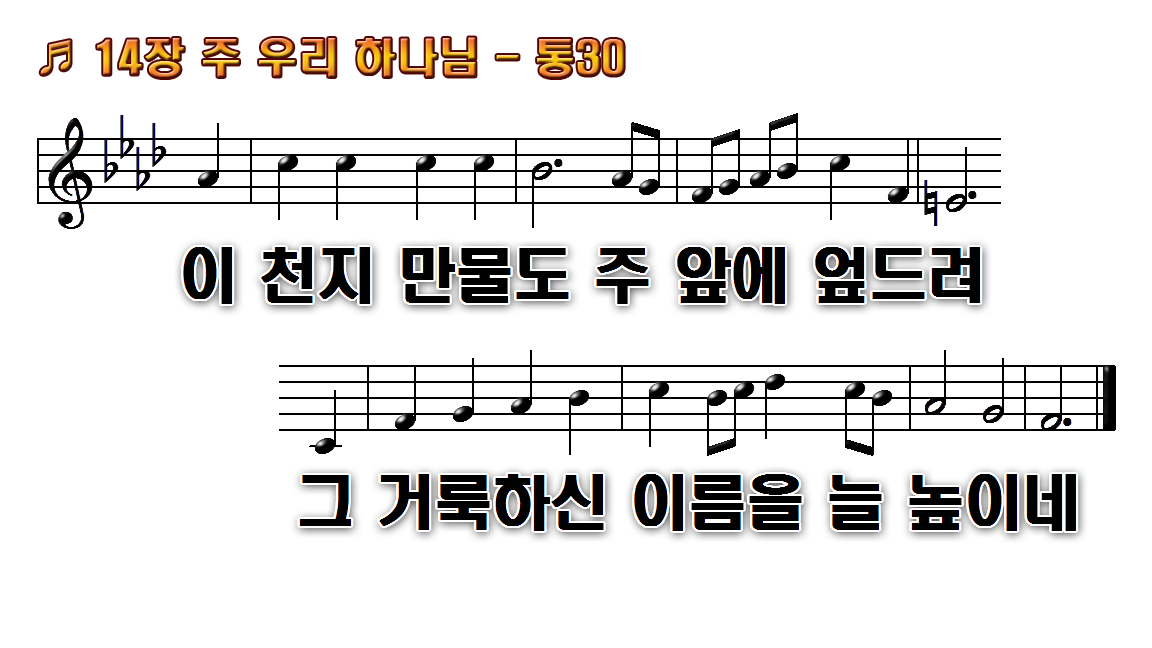 14장 주 우리 하나님 - 통30
이 천지 만물도 주 앞에 엎드려
그 거룩하신 이름을 늘 높이네